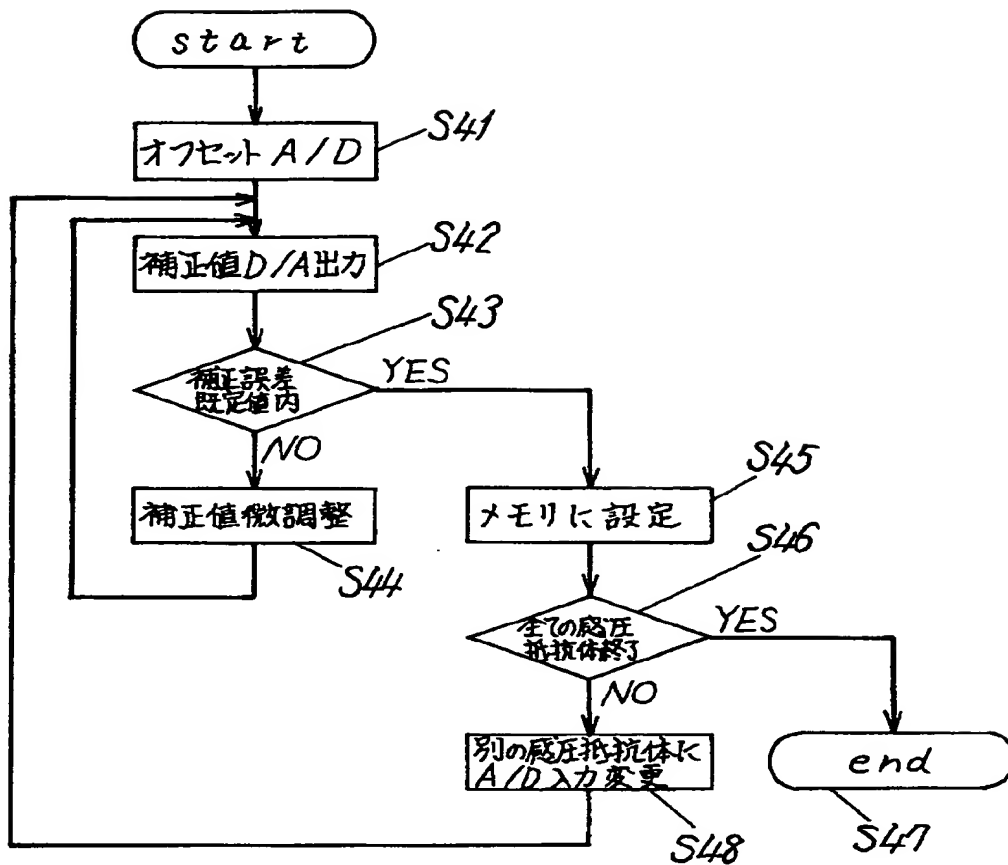 start
S41
オフセット A/D
S42
補正値D/A出力
S43
補正誤差
既定値内
YES
NO
S45
補正値微調整
メモリに設定
S44
S46
全ての感圧
抵抗体終了
YES
NO
別の感圧抵抗体に
A/D入力変更
end
S48
S47